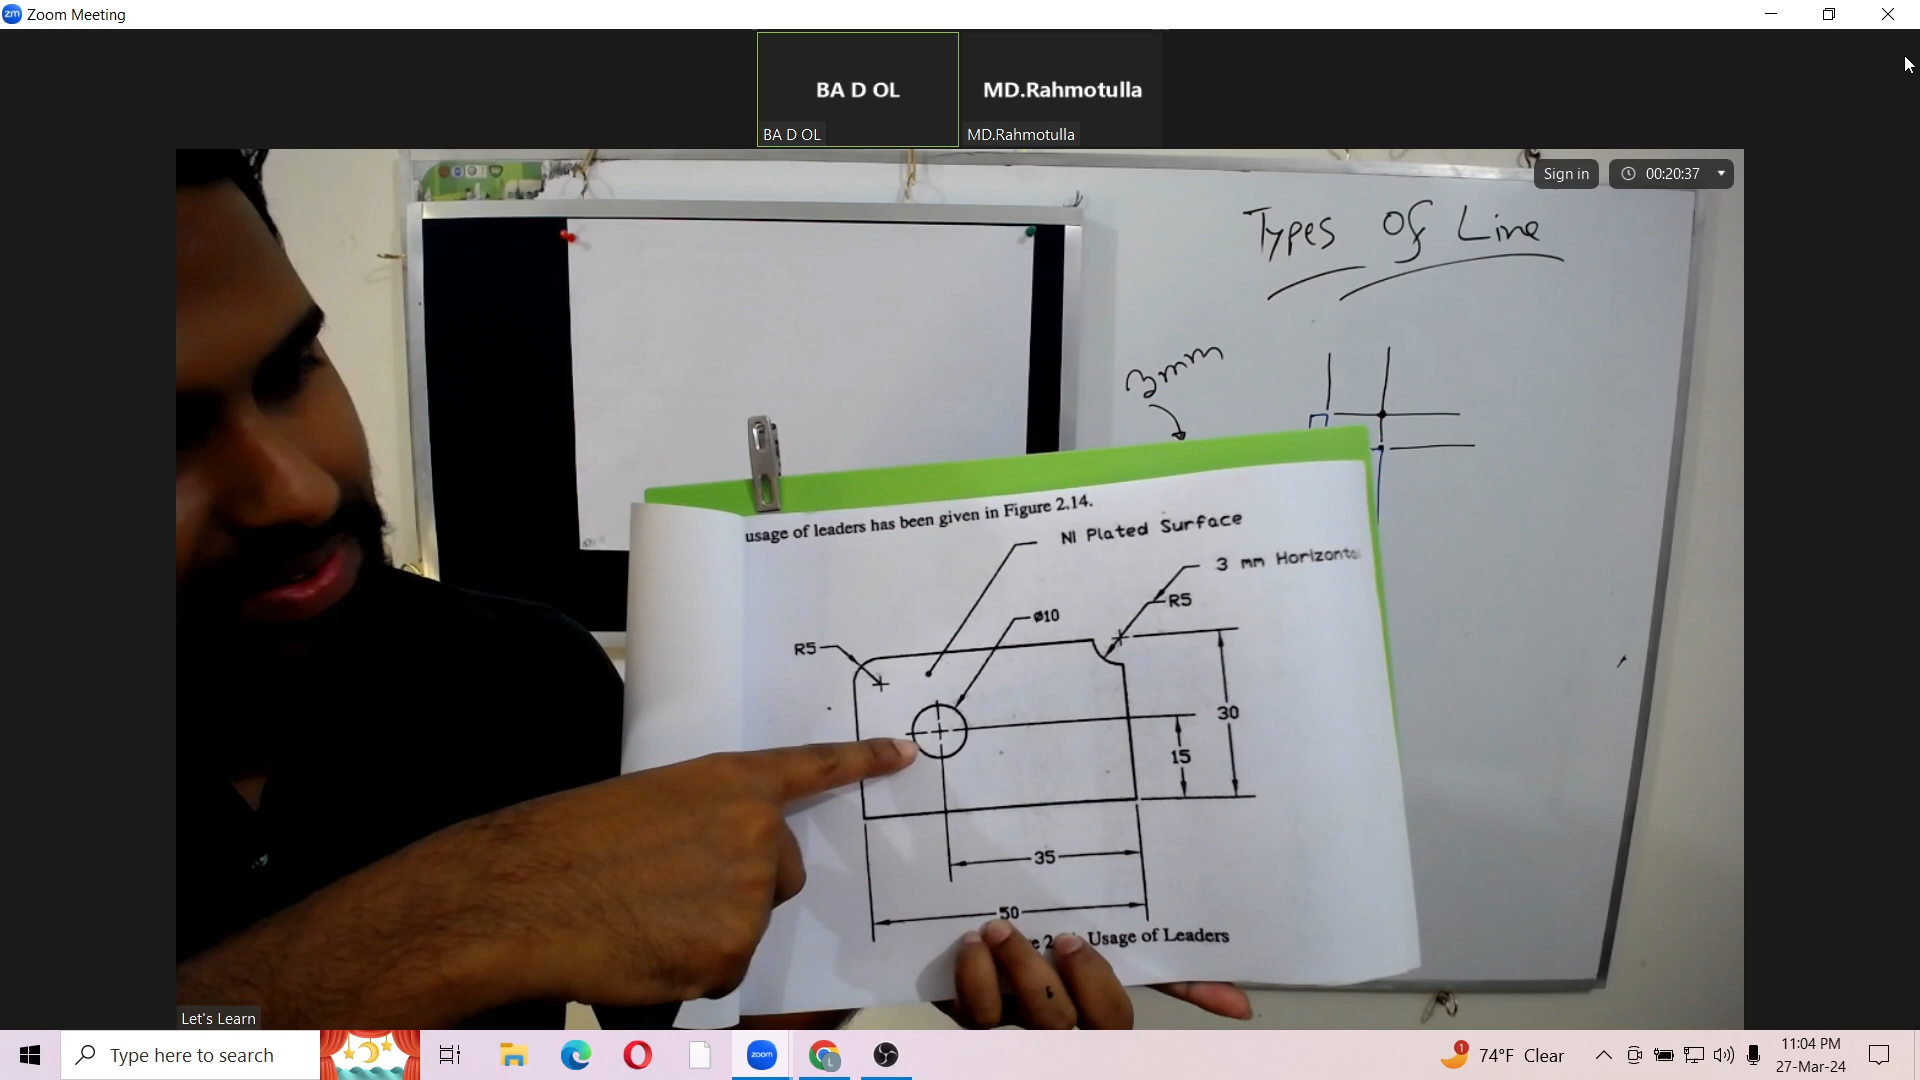 Zoom Meeting
BA D OL
MD.Rahmotulla
BA D OL
MD.Rahmotulla
Sign in
00:20:37
Types Of Line
3mm
usage of leaders has been given in Figure 2.14.
NI Plated Surface
3 mm Horizonta
R5
Ø10
R5
30
15
35
50
Usage of Leaders
Let's Learn
Type here to search
zoom
1
74°F Clear
11:04 PM
27-Mar-24